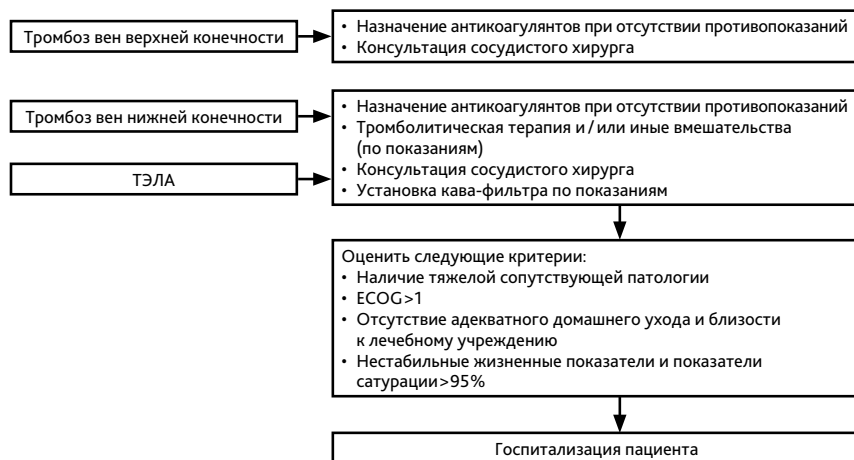 Тромбоз вен верхней конечности
• Назначение антикоагулянтов при отсутствии противопоказаний
• Консультация сосудистого хирурга
Тромбоз вен нижней конечности
ТЭЛА
• Назначение антикоагулянтов при отсутствии противопоказаний
• Тромболитическая терапия и / или иные вмешательства
(по показаниям)
• Консультация сосудистого хирурга
• Установка кава-фильтра по показаниям
Оценить следующие критерии:
• Наличие тяжелой сопутствующей патологии
• ECOG>1
• Отсутствие адекватного домашнего ухода и близости
к лечебному учреждению
• Нестабильные жизненные показатели и показатели
сатурации>95%
Госпитализация пациента